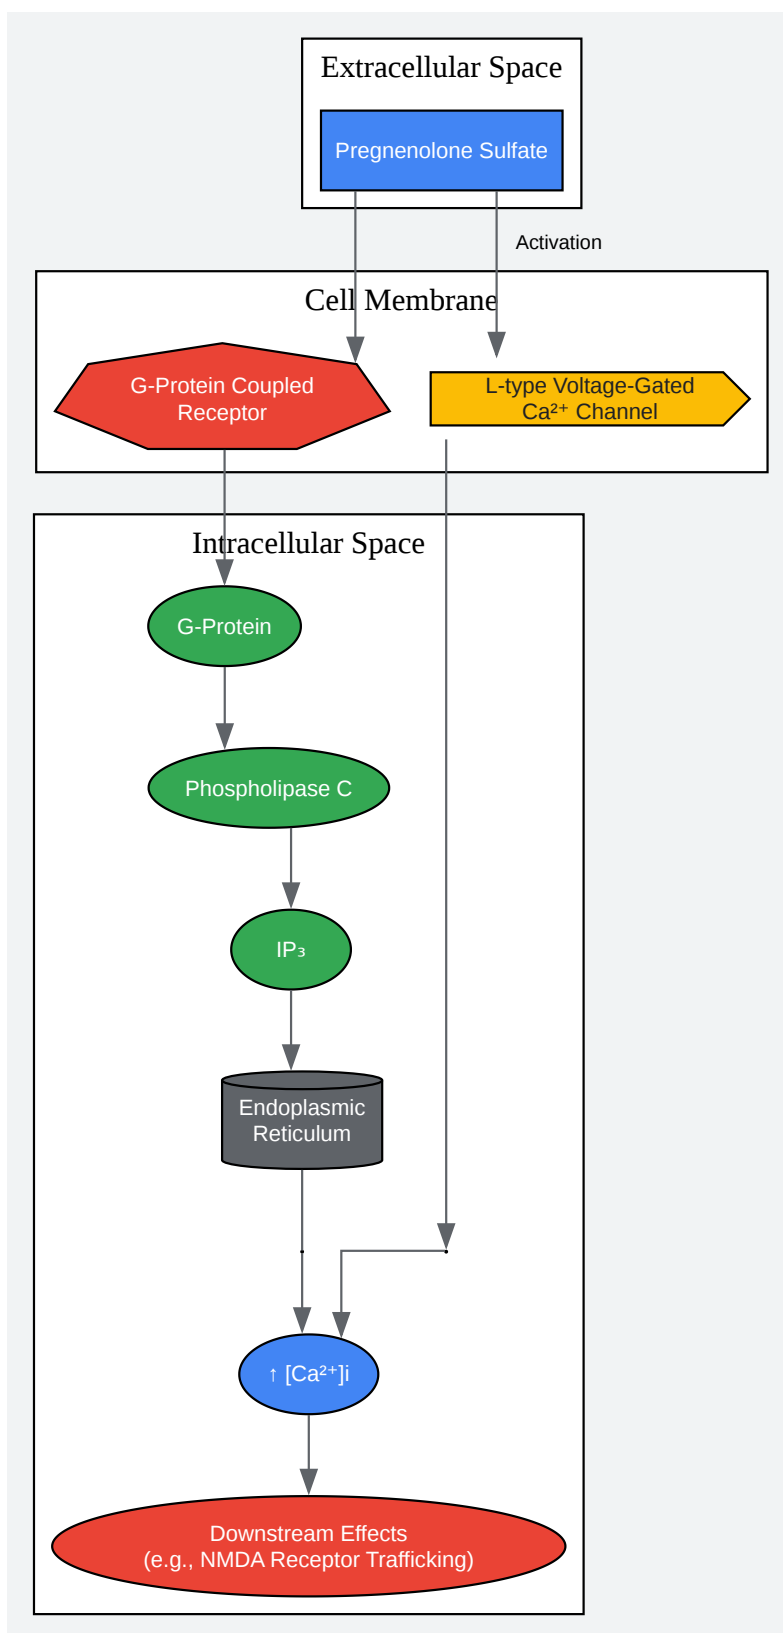 Extracellular Space
Pregnenolone Sulfate
Activation
Cell Membrane
G-Protein Coupled
Receptor
L-type Voltage-Gated
Ca²⁺ Channel
Intracellular Space
G-Protein
Phospholipase C
IP₃
Endoplasmic
Reticulum
↑ [Ca²⁺]i
Downstream Effects
(e.g., NMDA Receptor Trafficking)